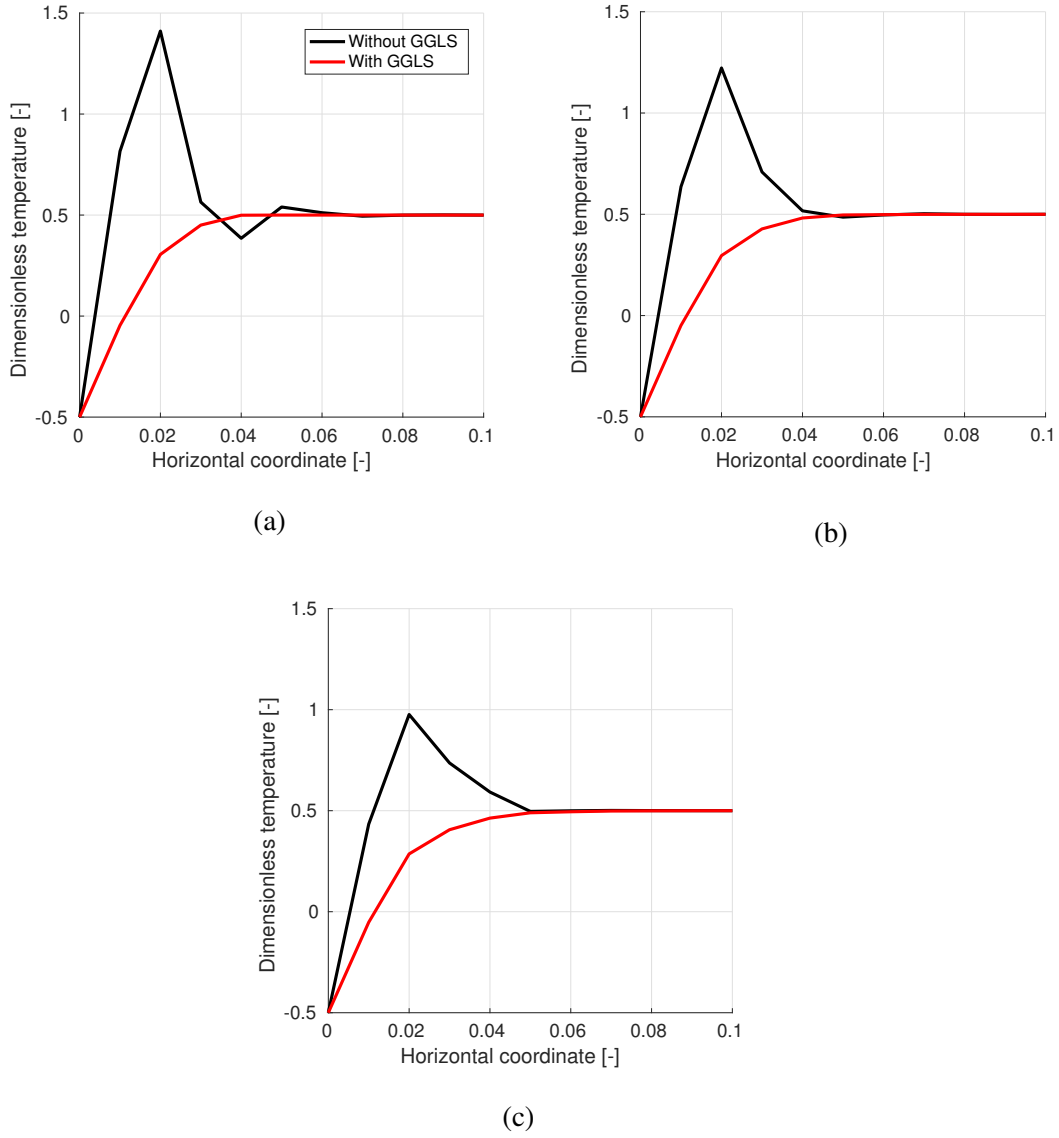 1.5
1
0.5
0
-0.5
Dimensionless temperature [-]
Without GGLS
With GGLS
0 0.02 0.04 0.06 0.08 0.1
Horizontal coordinate [-]
(a)
1.5
1
0.5
0
-0.5
Dimensionless temperature [-]
0 0.02 0.04 0.06 0.08 0.1
Horizontal coordinate [-]
(b)
1.5
1
0.5
0
-0.5
Dimensionless temperature [-]
0 0.02 0.04 0.06 0.08 0.1
Horizontal coordinate [-]
(c)